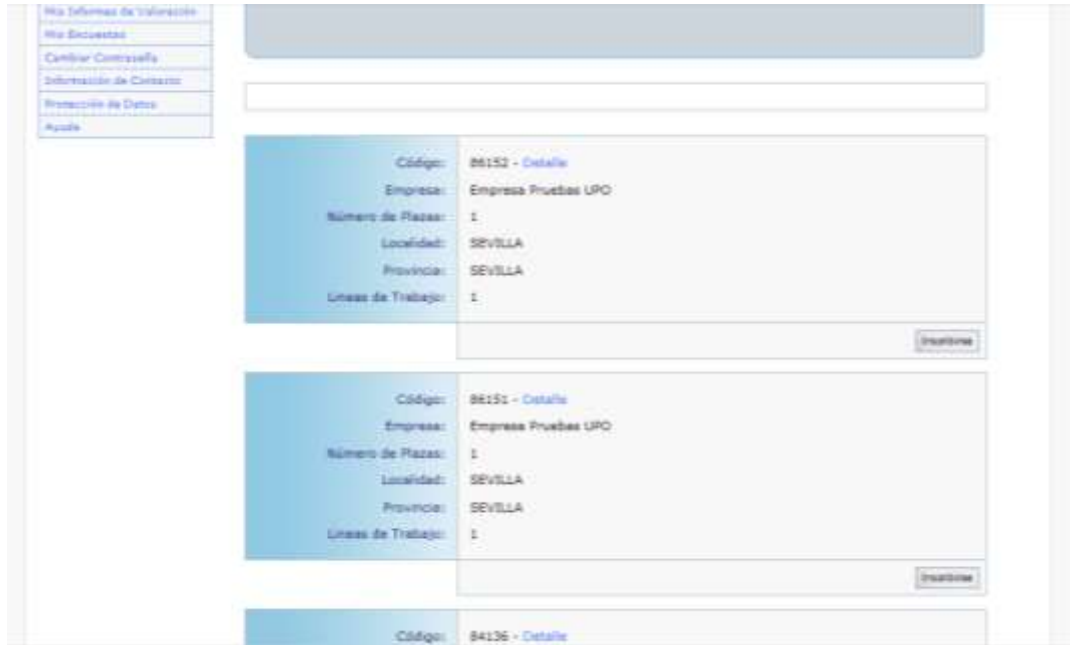 Mis Informes de Valoración
Mis Encuestas
Cambiar Contraseña
Información de Contacto
Protección de Datos
Ayuda
Código: 86152 - Detalle
Empresa: Empresa Pruebas UPO
Número de Plazas: 1
Localidad: SEVILLA
Provincia: SEVILLA
Lineas de Trabajo: 1
Inscribirse
Código: 86151 - Detalle
Empresa: Empresa Pruebas UPO
Número de Plazas: 1
Localidad: SEVILLA
Provincia: SEVILLA
Lineas de Trabajo: 1
Inscribirse
Código: 84136 - Detalle